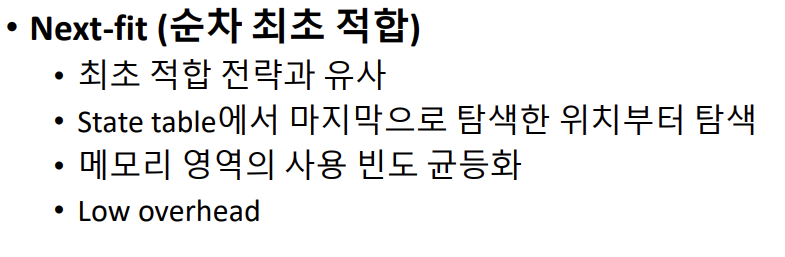 • Next-fit (순차 최초 적합)
• 최초 적합 전략과 유사
• State table에서 마지막으로 탐색한 위치부터 탐색
• 메모리 영역의 사용 빈도 균등화
• Low overhead